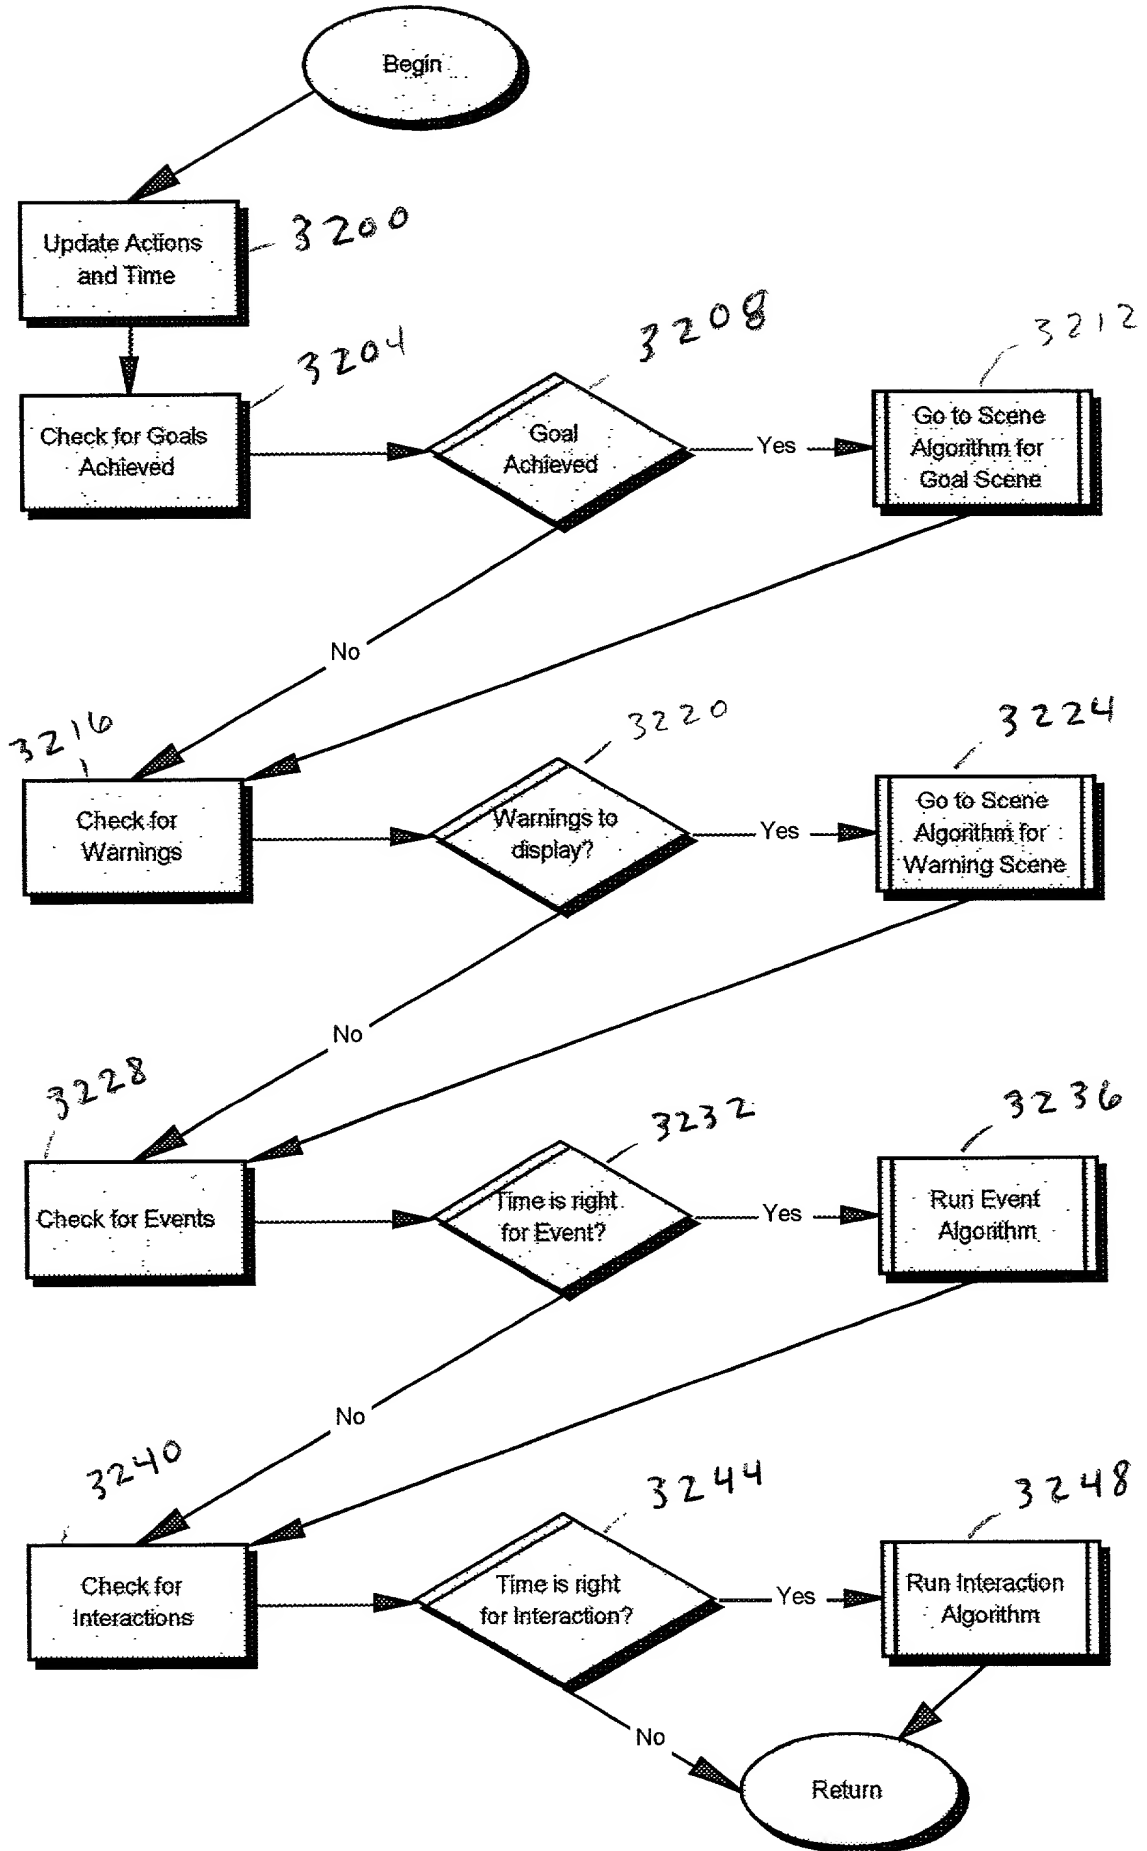 Begin
Update Actions
and Time
3200
Check for Goals
Achieved
3204
Goal
Achieved
3208
Yes
Go to Scene
Algorithm for
Goal Scene
3212
No
Check for
Warnings
3216
Warnings to
display?
3220
Yes
Go to Scene
Algorithm for
Warning Scene
3224
No
Check for Events
3228
Time is right
for Event?
3232
Yes
Run Event
Algorithm
3236
No
Check for
Interactions
3240
Time is right
for Interaction?
3244
Yes
Run Interaction
Algorithm
3248
No
Return